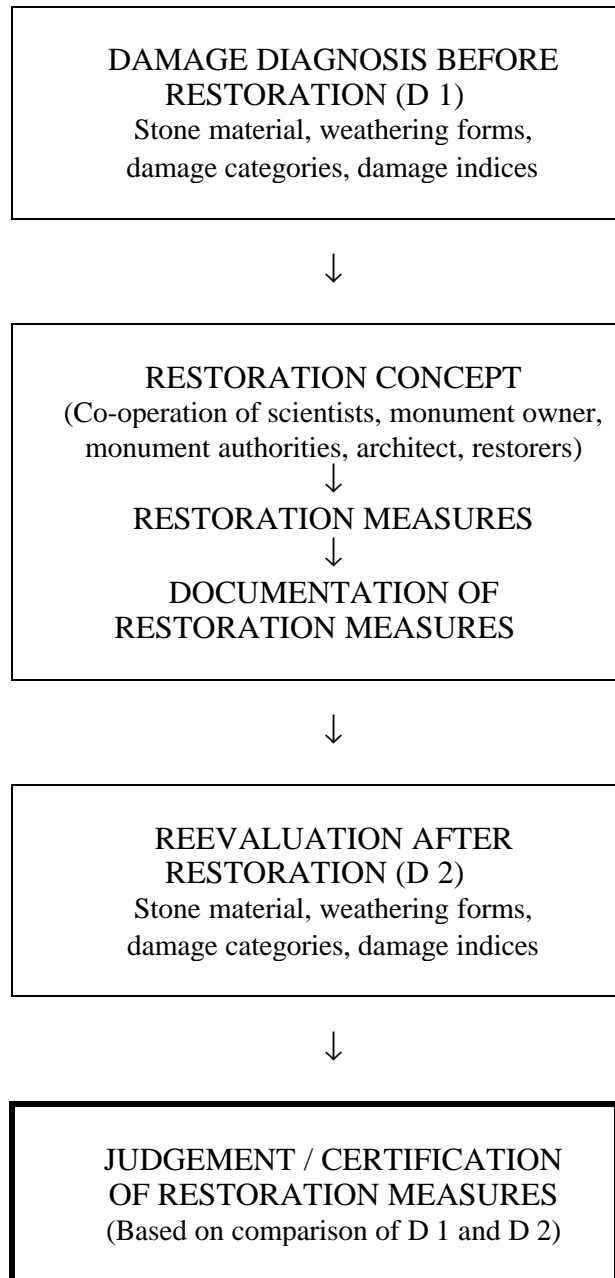 DAMAGE DIAGNOSIS BEFORE
RESTORATION (D 1)
Stone material, weathering forms,
damage categories, damage indices
↓
RESTORATION CONCEPT
(Co-operation of scientists, monument owner,
monument authorities, architect, restorers)
↓
RESTORATION MEASURES
↓
DOCUMENTATION OF
RESTORATION MEASURES
↓
REEVALUATION AFTER
RESTORATION (D 2)
Stone material, weathering forms,
damage categories, damage indices
↓
JUDGEMENT / CERTIFICATION
OF RESTORATION MEASURES
(Based on comparison of D 1 and D 2)